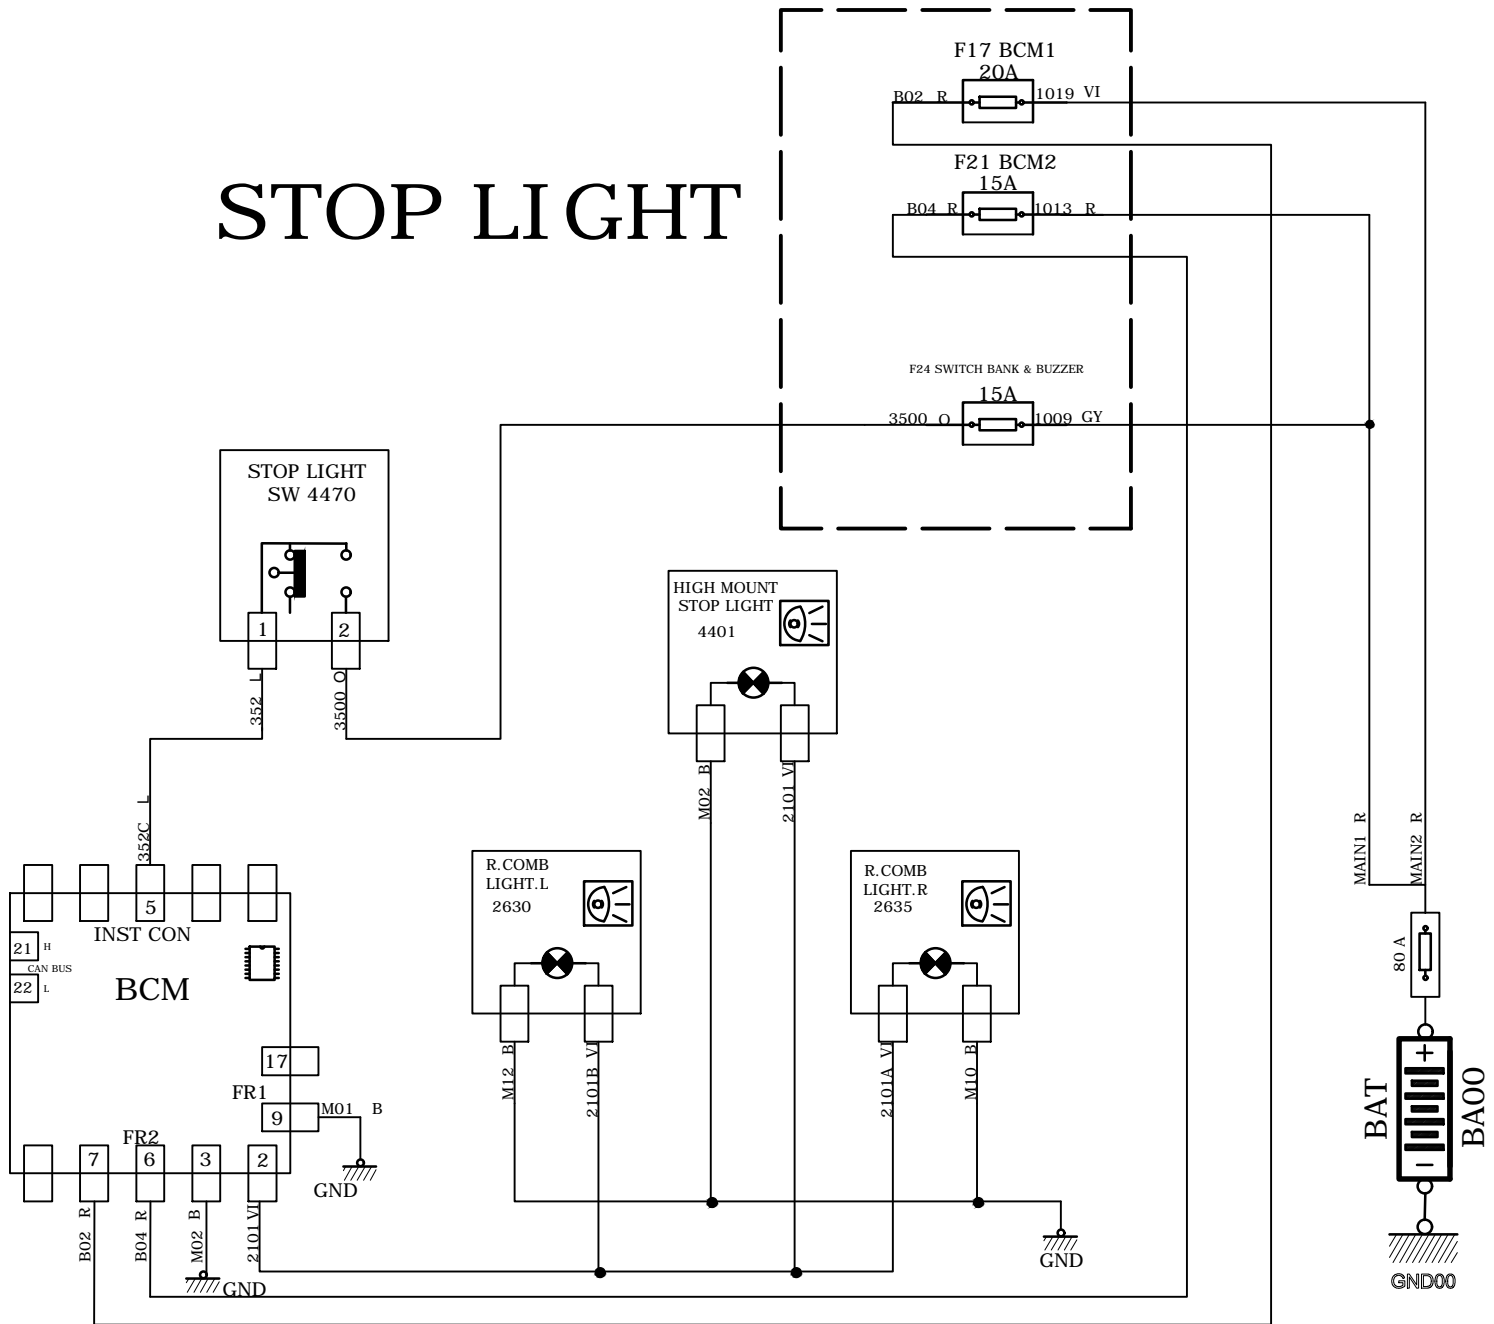 F17 BCM1
20A
B02 R
1019 VI
F21 BCM2
15A
B04 R
1013 R
STOP LIGHT
F24 SWITCH BANK & BUZZER
15A
3500 O
1009 GY
STOP LIGHT
SW 4470
1
2
352 L
3500 O
HIGH MOUNT
STOP LIGHT
4401
M02 B
2101 VI
352C L
MAIN1 R
MAIN2 R
R.COMB
LIGHT.L
2630
R.COMB
LIGHT.R
2635
5
INST CON
21 H
CAN BUS
22 L
BCM
80 A
17
FR1
9
M01 B
GND
M12 B
2101B VI
2101A VI
M10 B
+
BAT
BA00
−
FR2
7
6
3
2
B02 R
B04 R
M02 B
2101 VI
GND
GND
GND00